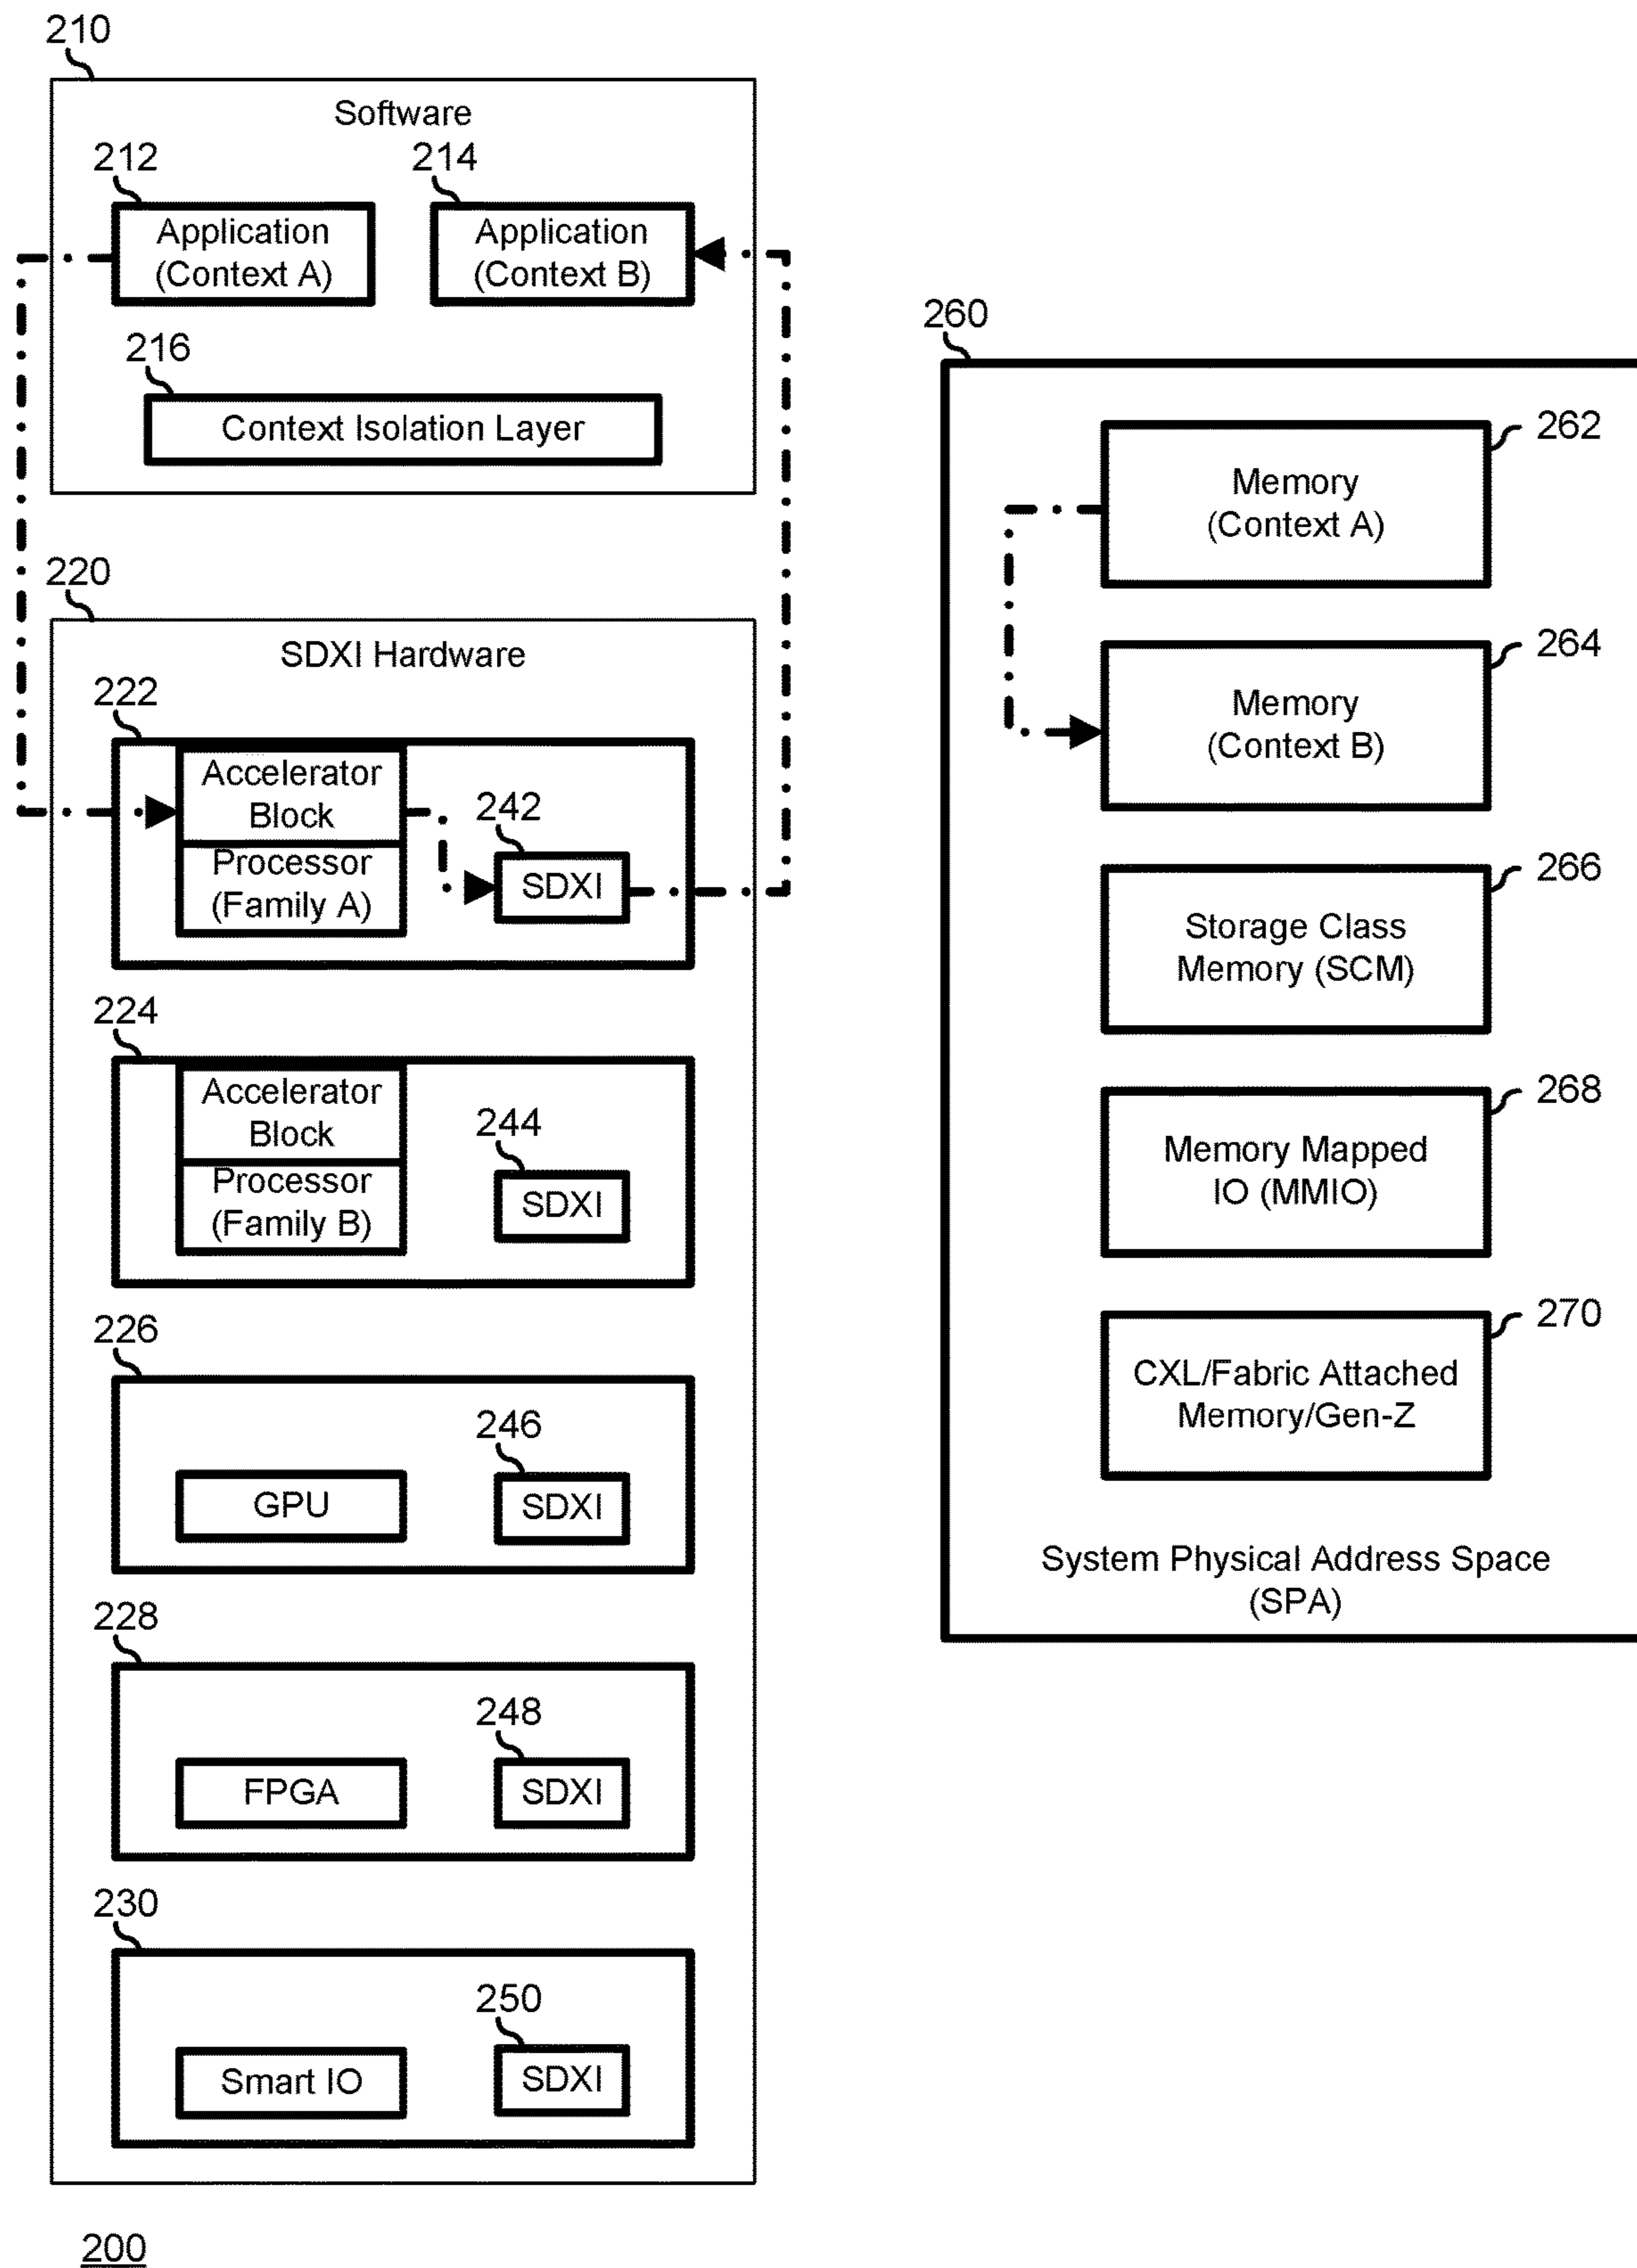 210
Software
212
214
Application
(Context A)
Application
(Context B)
216
Context Isolation Layer
220
SDXI Hardware
222
Accelerator
Block
Processor
(Family A)
242
SDXI
224
Accelerator
Block
Processor
(Family B)
244
SDXI
226
GPU
246
SDXI
228
FPGA
248
SDXI
230
Smart IO
250
SDXI
200
260
262
Memory
(Context A)
264
Memory
(Context B)
266
Storage Class
Memory (SCM)
268
Memory Mapped
IO (MMIO)
270
CXL/Fabric Attached
Memory/Gen-Z
System Physical Address Space
(SPA)